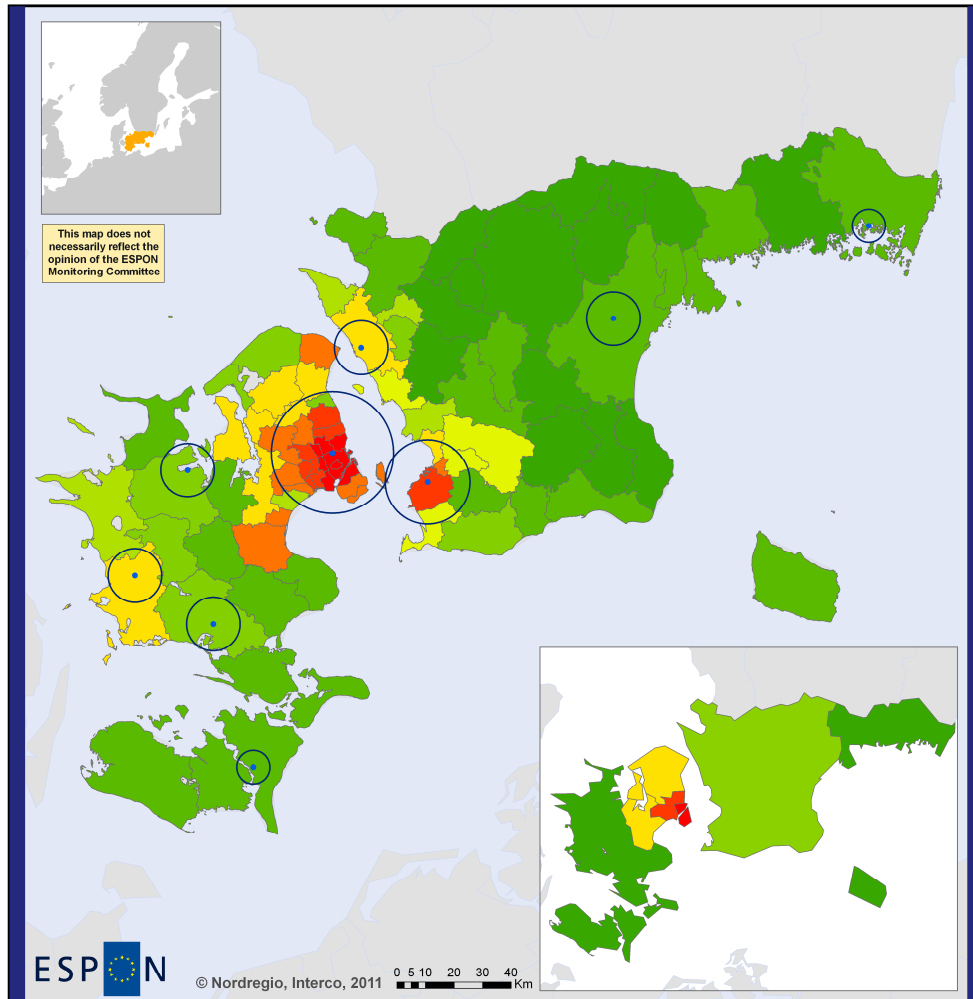 This map does not
necessarily reflect the
opinion of the ESPON
Monitoring Committee
ESPON
© Nordregio, Interco, 2011
0 5 10 20 30 40
Km